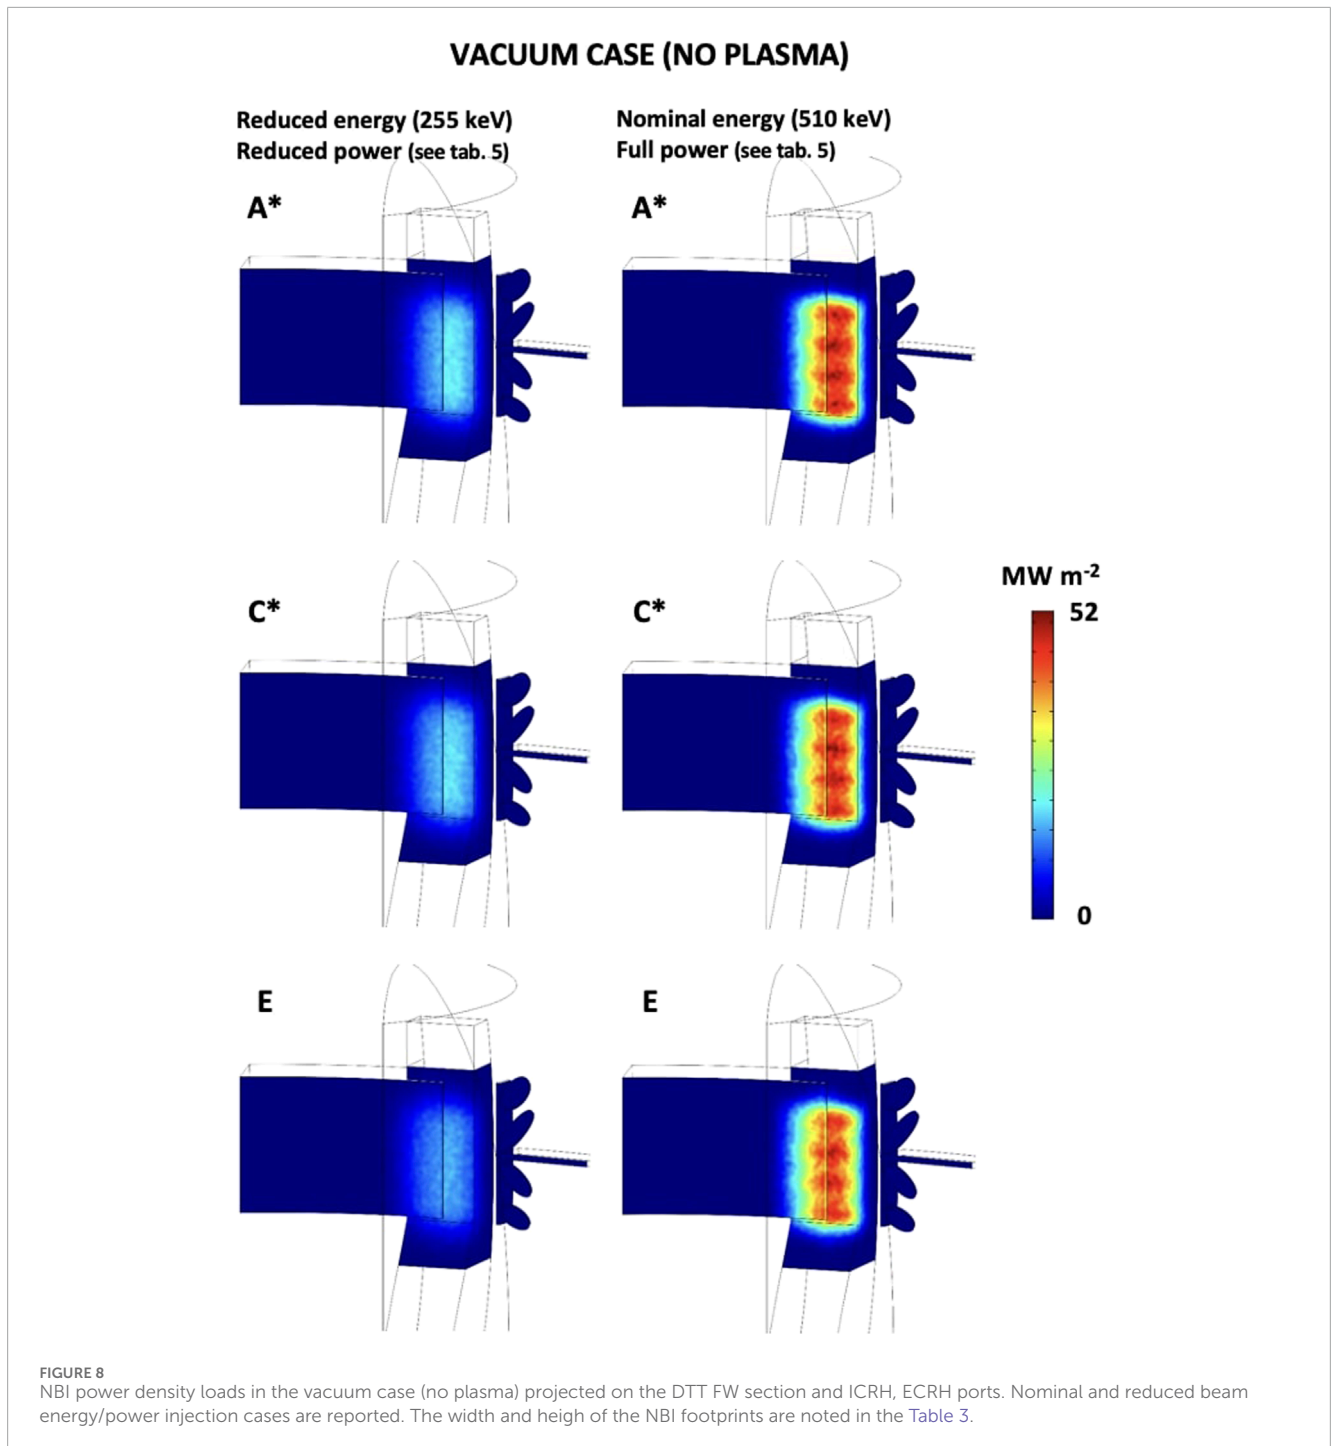 VACUUM CASE (NO PLASMA)
Reduced energy (255 keV)
Reduced power (see tab. 5)
Nominal energy (510 keV)
Full power (see tab. 5)
A*
A*
C*
C*
MW m-2
52
0
E
E
FIGURE 8
NBI power density loads in the vacuum case (no plasma) projected on the DTT FW section and ICRH, ECRH ports. Nominal and reduced beam
energy/power injection cases are reported. The width and heigh of the NBI footprints are noted in the Table 3.